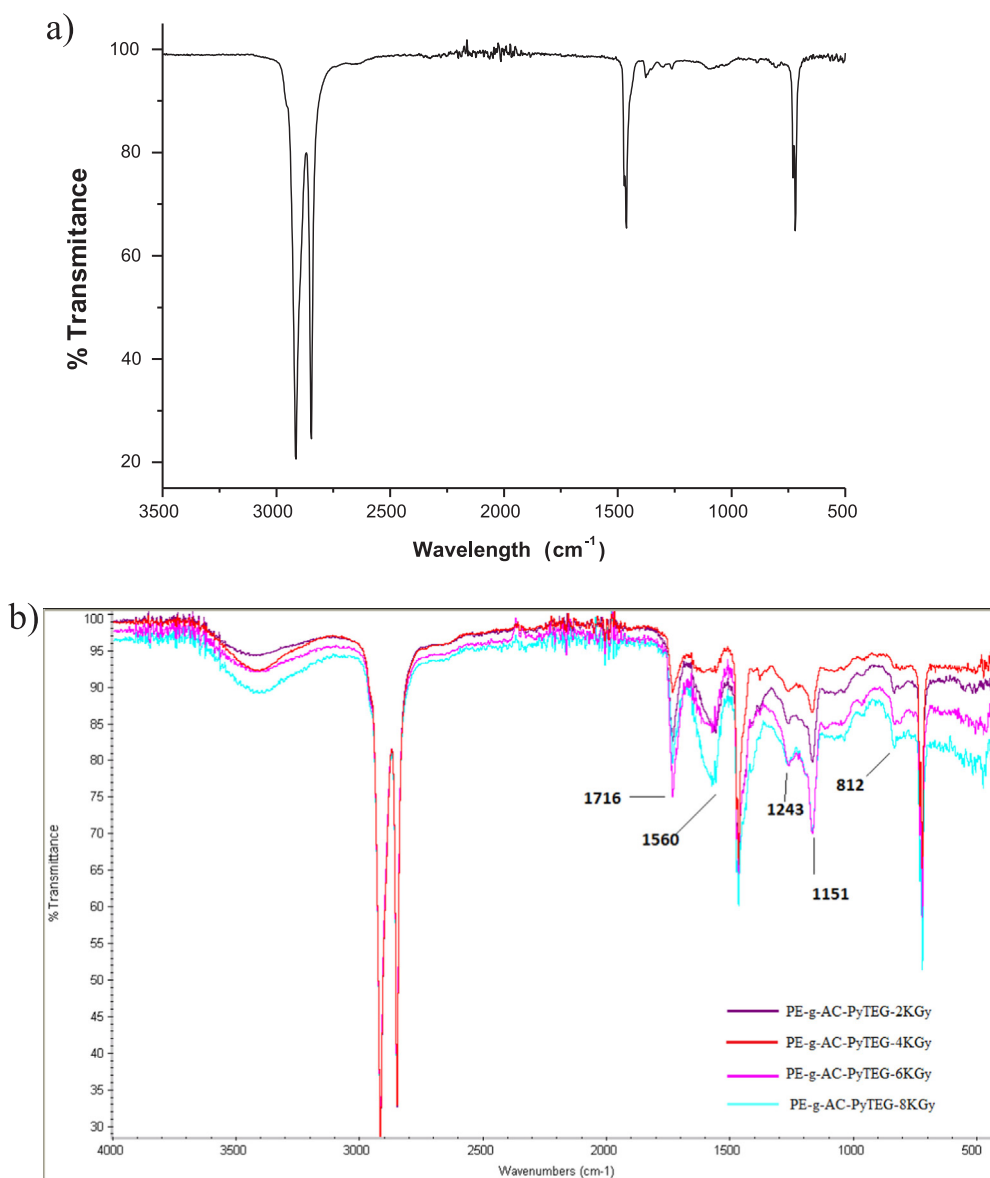 a)
100
80
60
40
20
% Transmitance
3500 3000 2500 2000 1500 1000 500
Wavelength (cm-1)
b)
100
95
90
85
80
75
70
65
60
55
50
45
40
35
30
% Transmittance
1716
1560
1243
1151
812
PE-g-AC-PyTEG-2KGy
PE-g-AC-PyTEG-4KGy
PE-g-AC-PyTEG-6KGy
PE-g-AC-PyTEG-8KGy
4000 3500 3000 2500 2000 1500 1000 500
Wavenumbers (cm-1)